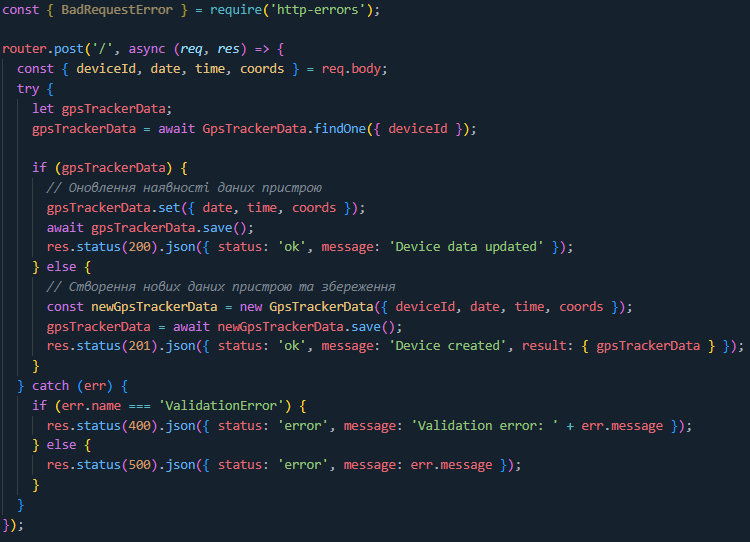 const { BadRequestError } = require('http-errors');
router.post('/', async (req, res) => {
const { deviceId, date, time, coords } = req.body;
try {
let gpsTrackerData;
gpsTrackerData = await GpsTrackerData.findOne({ deviceId });
if (gpsTrackerData) {
// Оновлення наявності даних пристрою
gpsTrackerData.set({ date, time, coords });
await gpsTrackerData.save();
res.status(200).json({ status: 'ok', message: 'Device data updated' });
} else {
// Створення нових даних пристрою та збереження
const newGpsTrackerData = new GpsTrackerData({ deviceId, date, time, coords });
gpsTrackerData = await newGpsTrackerData.save();
res.status(201).json({ status: 'ok', message: 'Device created', result: { gpsTrackerData } });
}
} catch (err) {
if (err.name === 'ValidationError') {
res.status(400).json({ status: 'error', message: 'Validation error: ' + err.message });
} else {
res.status(500).json({ status: 'error', message: err.message });
}
}
});